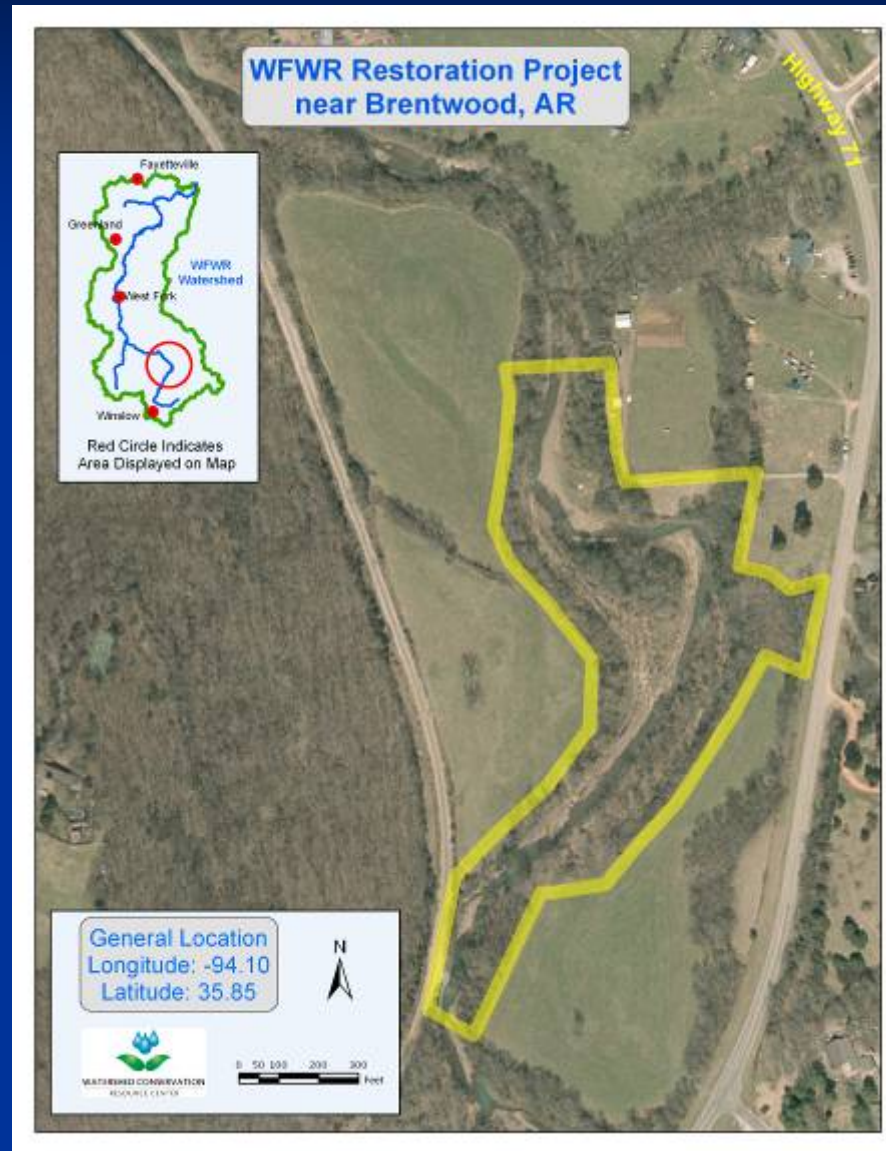 WFWR Restoration Project
near Brentwood, AR
Highway 71
Fayetteville
Greenland
WFWR
Watershed
West Fork
Winslow
Red Circle Indicates
Area Displayed on Map
General Location
Longitude: -94.10
Latitude: 35.85
N
WATERSHED CONSERVATION
RESOURCE CENTER
0 50 100 200 300
Feet